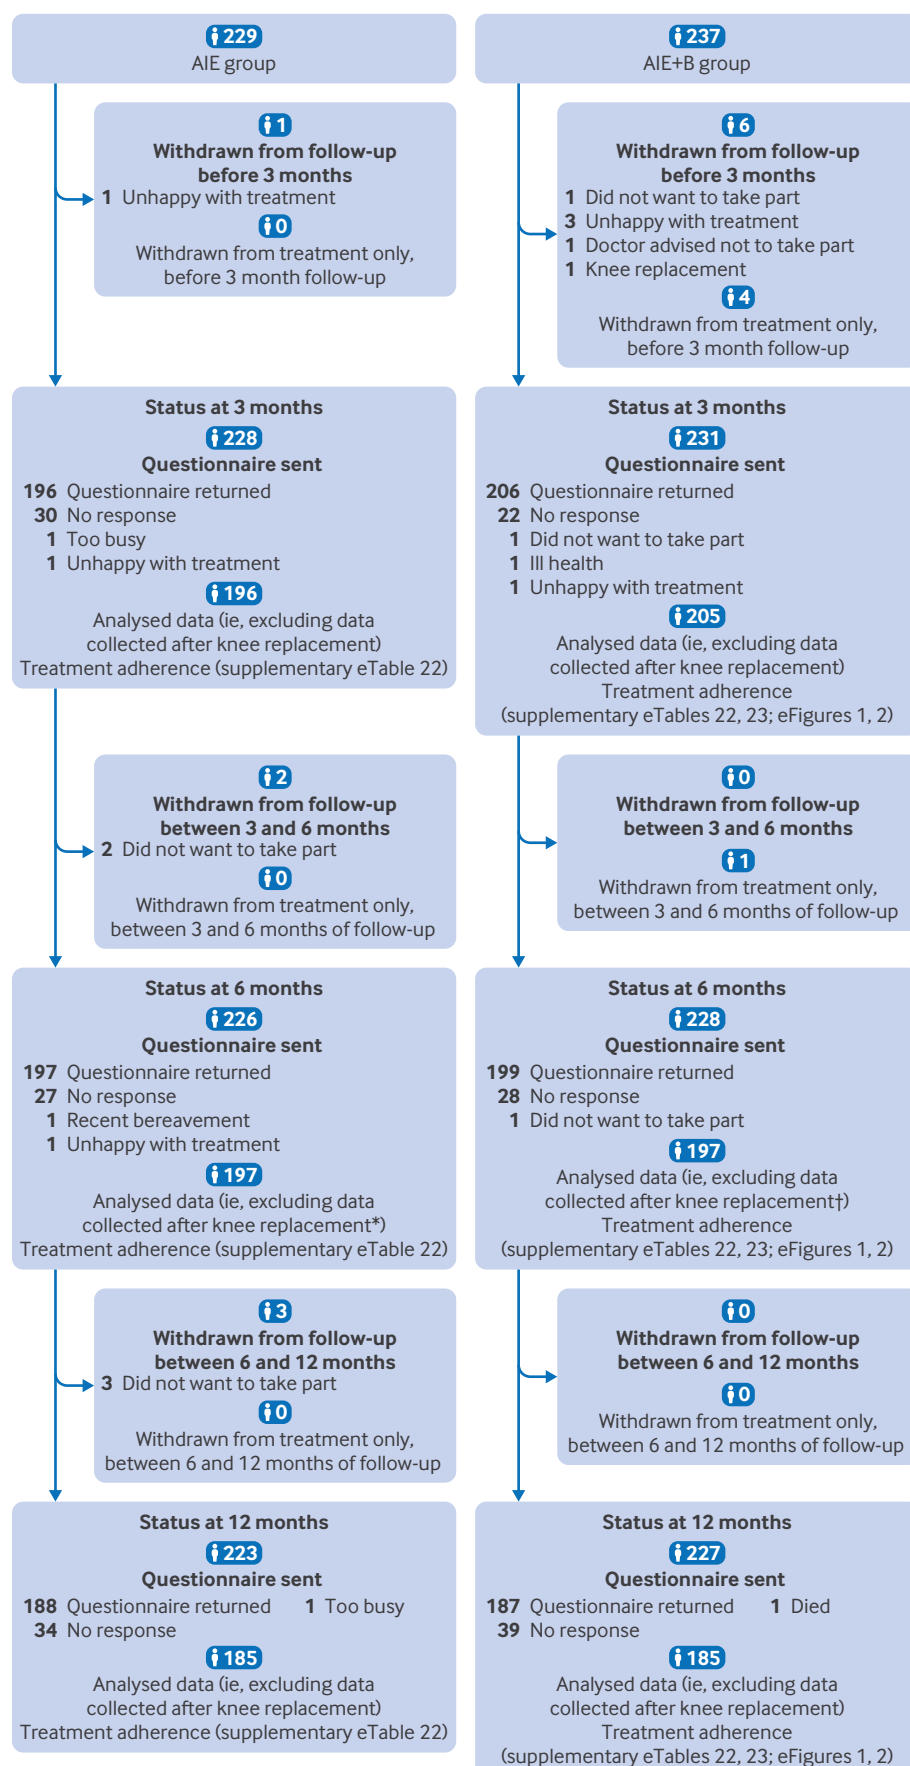 229
AIE group
1
Withdrawn from follow-up
before 3 months
1 Unhappy with treatment
0
Withdrawn from treatment only,
before 3 month follow-up
Status at 3 months
228
Questionnaire sent
196 Questionnaire returned
30 No response
1 Too busy
1 Unhappy with treatment
196
Analysed data (ie, excluding data
collected after knee replacement)
Treatment adherence (supplementary eTable 22)
2
Withdrawn from follow-up
between 3 and 6 months
2 Did not want to take part
0
Withdrawn from treatment only,
between 3 and 6 months of follow-up
Status at 6 months
226
Questionnaire sent
197 Questionnaire returned
27 No response
1 Recent bereavement
1 Unhappy with treatment
197
Analysed data (ie, excluding data
collected after knee replacement*)
Treatment adherence (supplementary eTable 22)
3
Withdrawn from follow-up
between 6 and 12 months
3 Did not want to take part
0
Withdrawn from treatment only,
between 6 and 12 months of follow-up
Status at 12 months
223
Questionnaire sent
188 Questionnaire returned 1 Too busy
34 No response
185
Analysed data (ie, excluding data
collected after knee replacement)
Treatment adherence (supplementary eTable 22)
237
AIE+B group
6
Withdrawn from follow-up
before 3 months
1 Did not want to take part
3 Unhappy with treatment
1 Doctor advised not to take part
1 Knee replacement
4
Withdrawn from treatment only,
before 3 month follow-up
Status at 3 months
231
Questionnaire sent
206 Questionnaire returned
22 No response
1 Did not want to take part
1 Ill health
1 Unhappy with treatment
205
Analysed data (ie, excluding data
collected after knee replacement)
Treatment adherence
(supplementary eTables 22, 23; eFigures 1, 2)
0
Withdrawn from follow-up
between 3 and 6 months
1
Withdrawn from treatment only,
between 3 and 6 months of follow-up
Status at 6 months
228
Questionnaire sent
199 Questionnaire returned
28 No response
1 Did not want to take part
197
Analysed data (ie, excluding data
collected after knee replacement†)
Treatment adherence
(supplementary eTables 22, 23; eFigures 1, 2)
0
Withdrawn from follow-up
between 6 and 12 months
0
Withdrawn from treatment only,
between 6 and 12 months of follow-up
Status at 12 months
227
Questionnaire sent
187 Questionnaire returned 1 Died
39 No response
185
Analysed data (ie, excluding data
collected after knee replacement)
Treatment adherence
(supplementary eTables 22, 23; eFigures 1, 2)